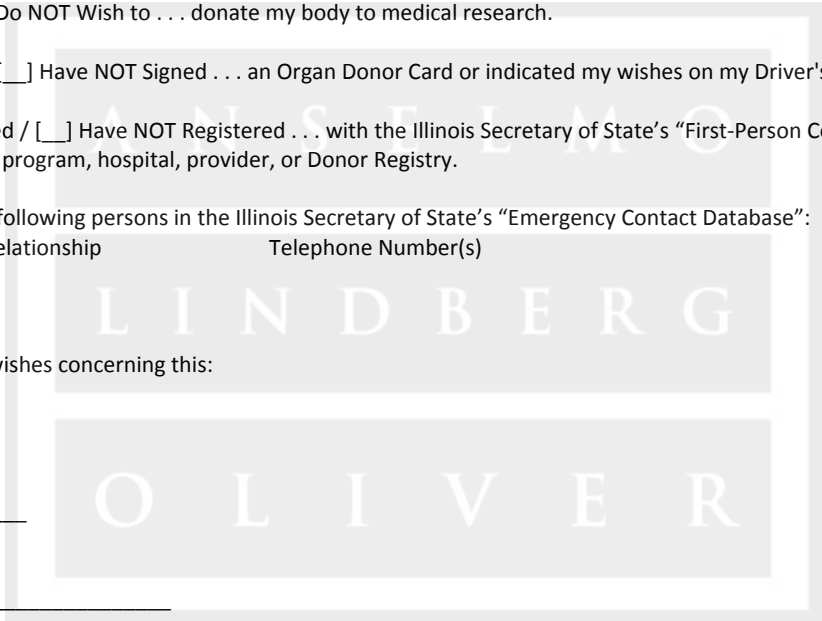 Do NOT Wish to . . . donate my body to medical research.
[__] Have NOT Signed . . . an Organ Donor Card or indicated my wishes on my Driver's
ed / [__] Have NOT Registered . . . with the Illinois Secretary of State’s “First-Person Co
program, hospital, provider, or Donor Registry.
following persons in the Illinois Secretary of State’s “Emergency Contact Database”:
elationship Telephone Number(s)
wishes concerning this:
ANSELMO
LINDBERG
OLIVER